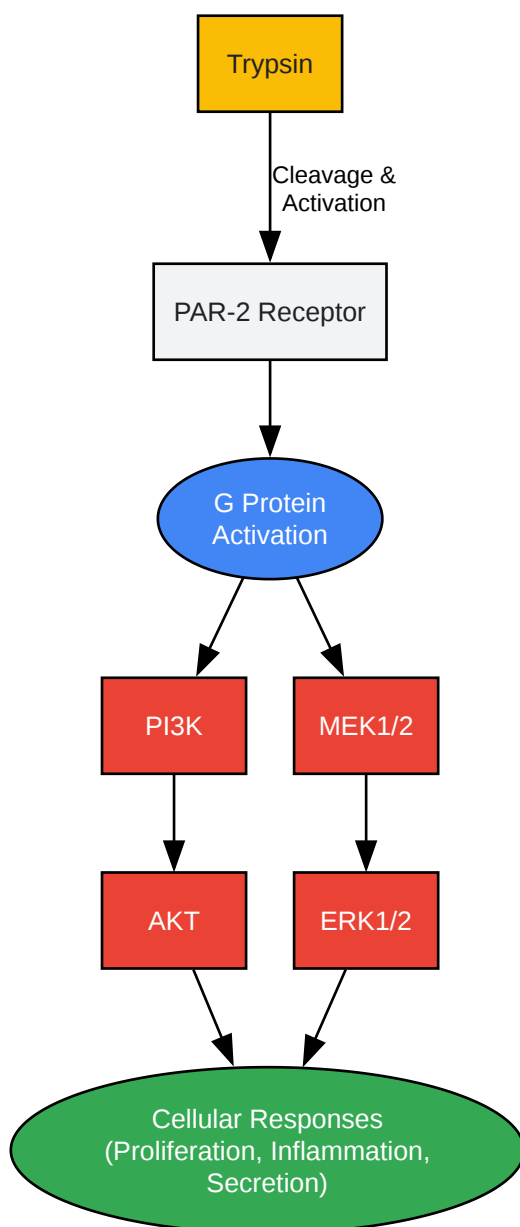 Trypsin
Cleavage &
Activation
PAR-2 Receptor
G Protein
Activation
PI3K
MEK1/2
AKT
ERK1/2
Cellular Responses
(Proliferation, Inflammation,
Secretion)